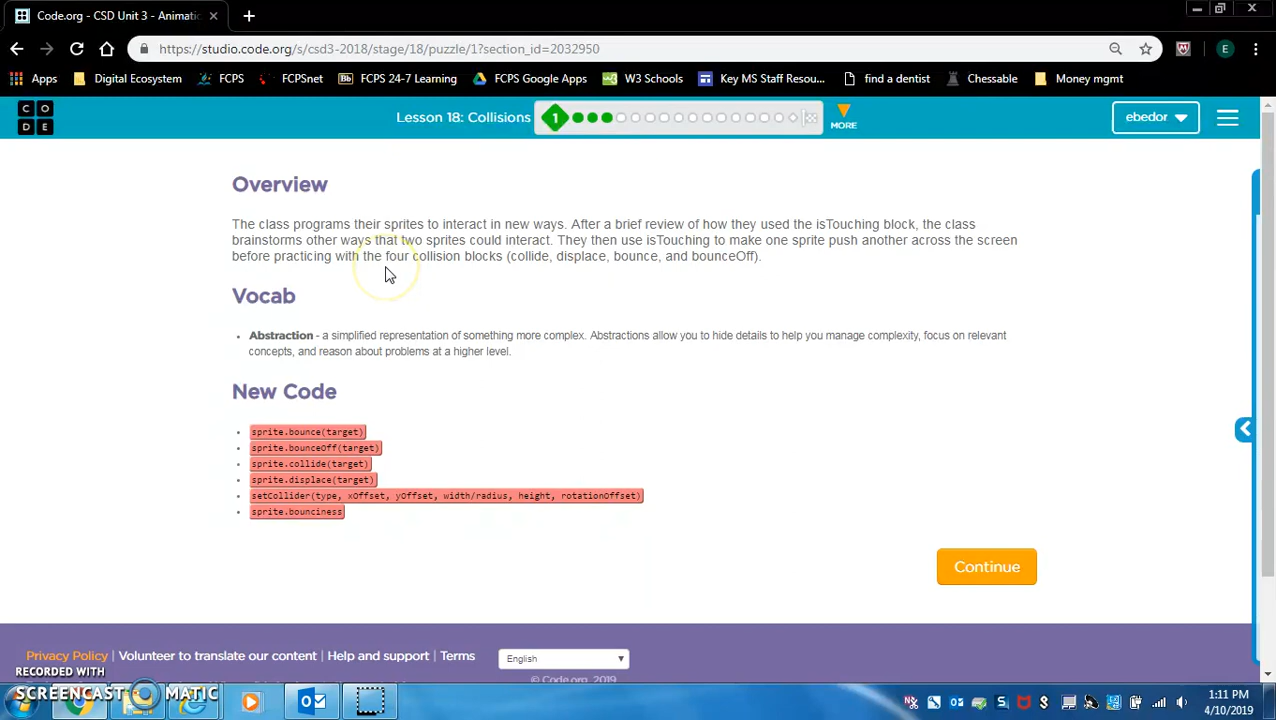 Code.org - CSD Unit 3 - Animati
https://studio.code.org/s/csd3-2018/stage/18/puzzle/1?section_id=2032950
E
Apps Digital Ecosystem FCPS FCPSnet Bb FCPS 24-7 Learning FCPS Google Apps W3 Schools Key MS Staff Resou... find a dentist Chessable Money mgmt
C O
D E
Lesson 18: Collisions
1
MORE
ebedor
Overview
The class programs their sprites to interact in new ways. After a brief review of how they used the isTouching block, the class
brainstorms other ways that two sprites could interact. They then use isTouching to make one sprite push another across the screen
before practicing with the four collision blocks (collide, displace, bounce, and bounceOff).
Vocab
Abstraction - a simplified representation of something more complex. Abstractions allow you to hide details to help you manage complexity, focus on relevant
concepts, and reason about problems at a higher level.
New Code
sprite.bounce(target)
sprite.bounceOff(target)
sprite.collide(target)
sprite.displace(target)
setCollider(type, xOffset, yOffset, width/radius, height, rotationOffset)
sprite.bounciness
Continue
Privacy Policy | Volunteer to translate our content | Help and support | Terms
English
© Code.org, 2019
RECORDED WITH
SCREENCAST MATIC
1:11 PM
4/10/2019